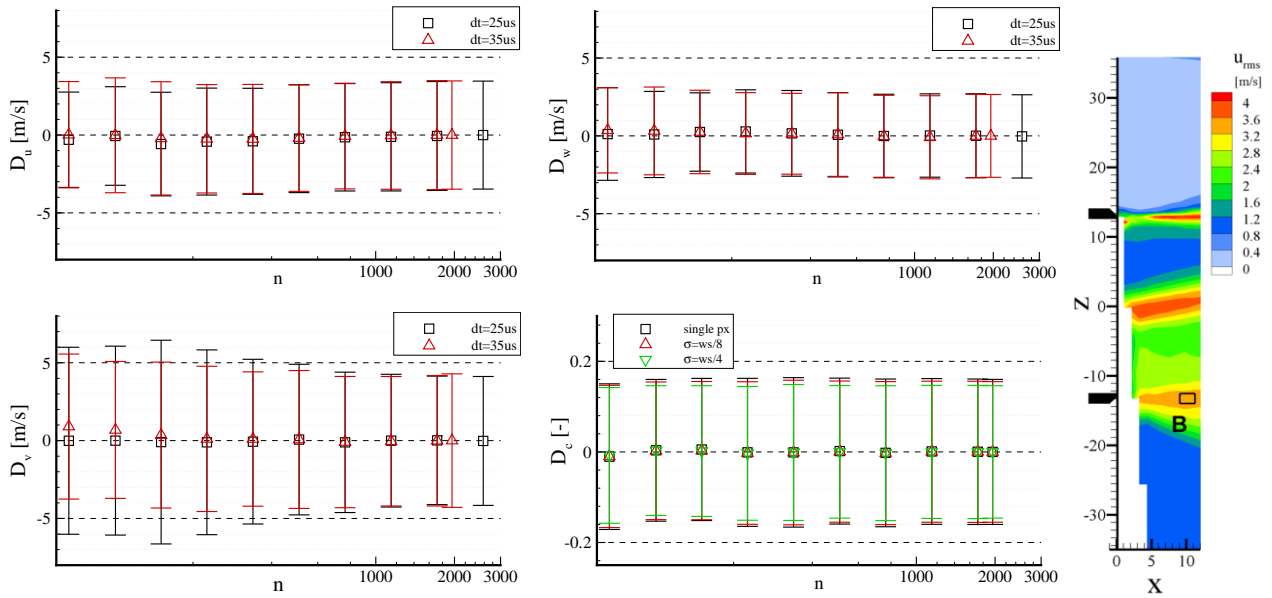 dt=25us
dt=35us
5
0
-5
D_u [m/s]
n
1000
2000
3000
dt=25us
dt=35us
5
0
-5
D_w [m/s]
n
1000
2000
3000
dt=25us
dt=35us
5
0
-5
D_v [m/s]
n
1000
2000
3000
single px
σ=ws/8
σ=ws/4
0.2
0
-0.2
D_c [-]
n
1000
2000
3000
u_rms
[m/s]
4
3.6
3.2
2.8
2.4
2
1.6
1.2
0.8
0.4
0
30
20
10
0
-10
-20
-30
Z
B
0
5
10
X